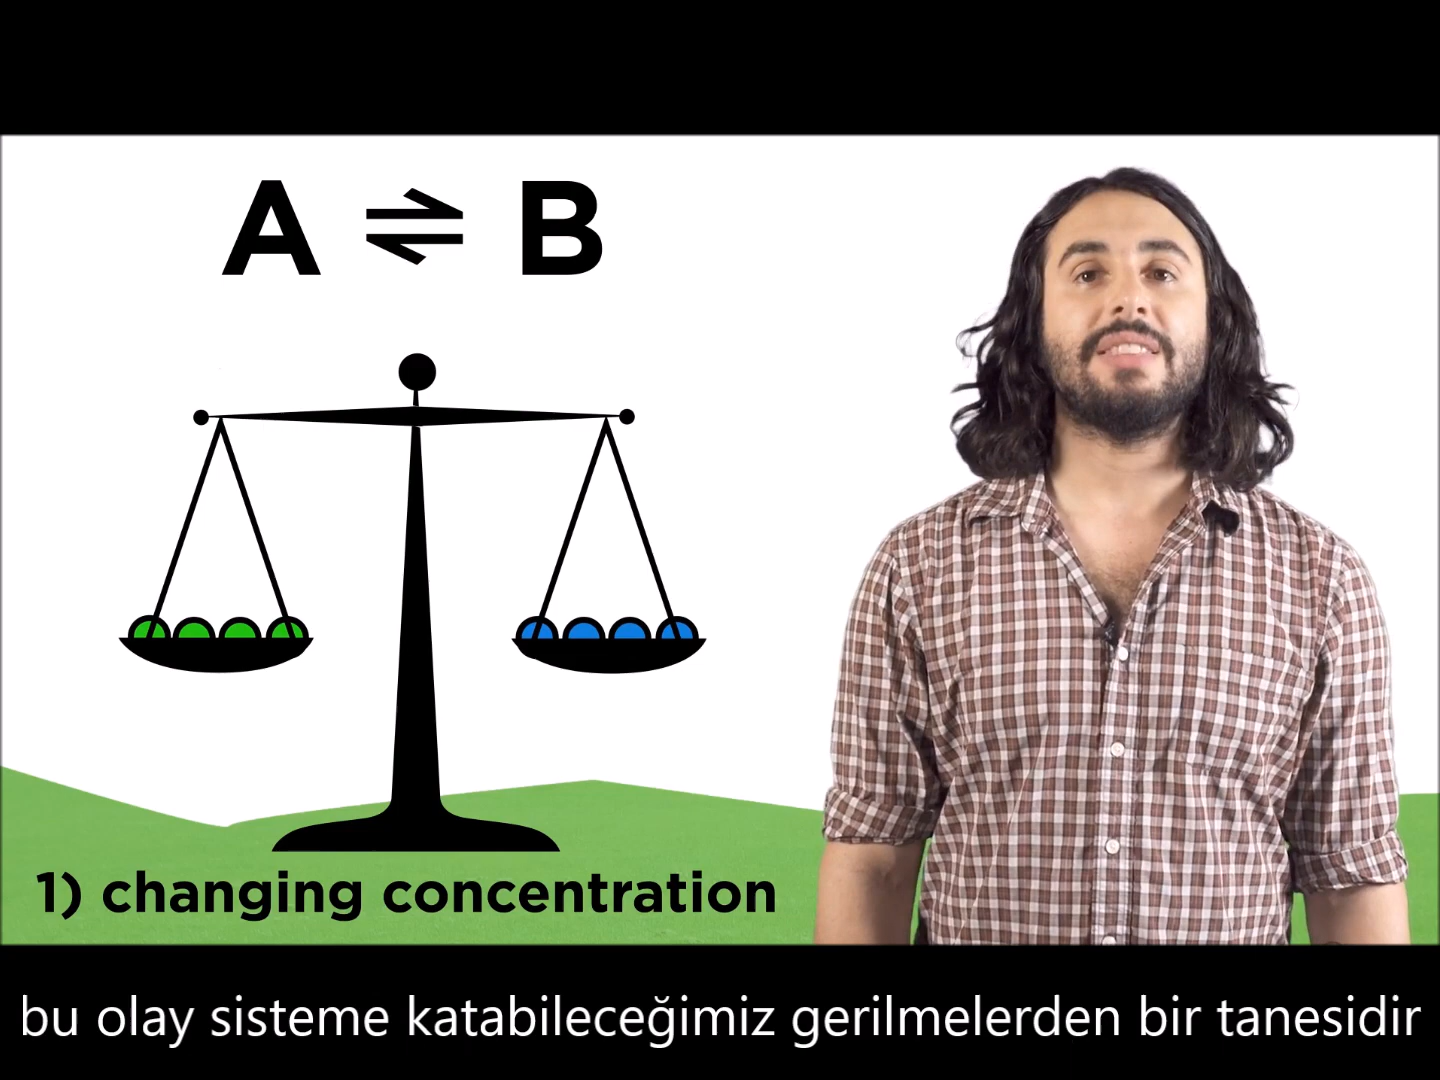 A ⇌ B
1) changing concentration
bu olay sisteme katabileceğimiz gerilmelerden bir tanesidir